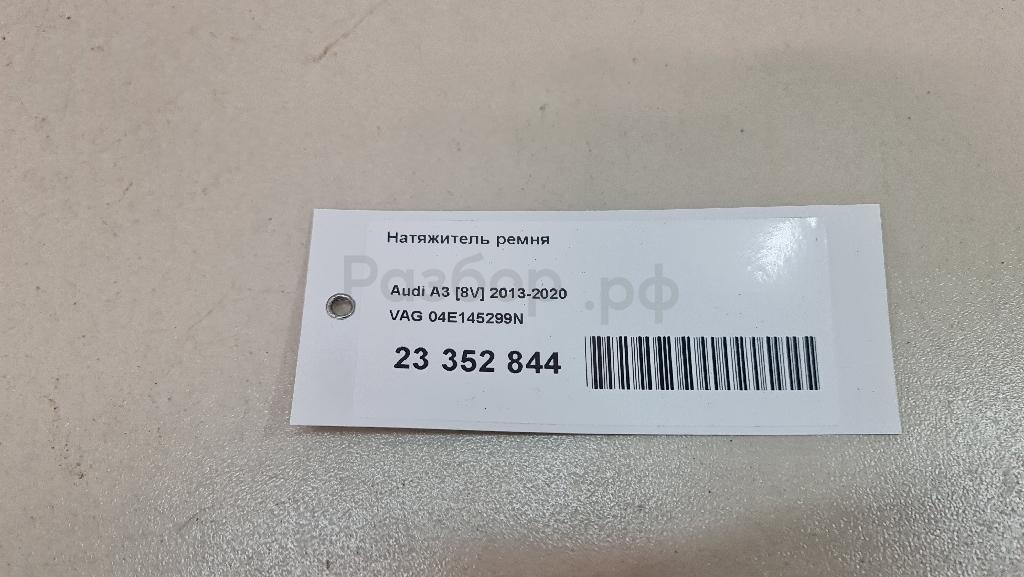 Натяжитель ремня
Разбор.рф
Audi A3 [8V] 2013-2020
VAG 04E145299N
23 352 844